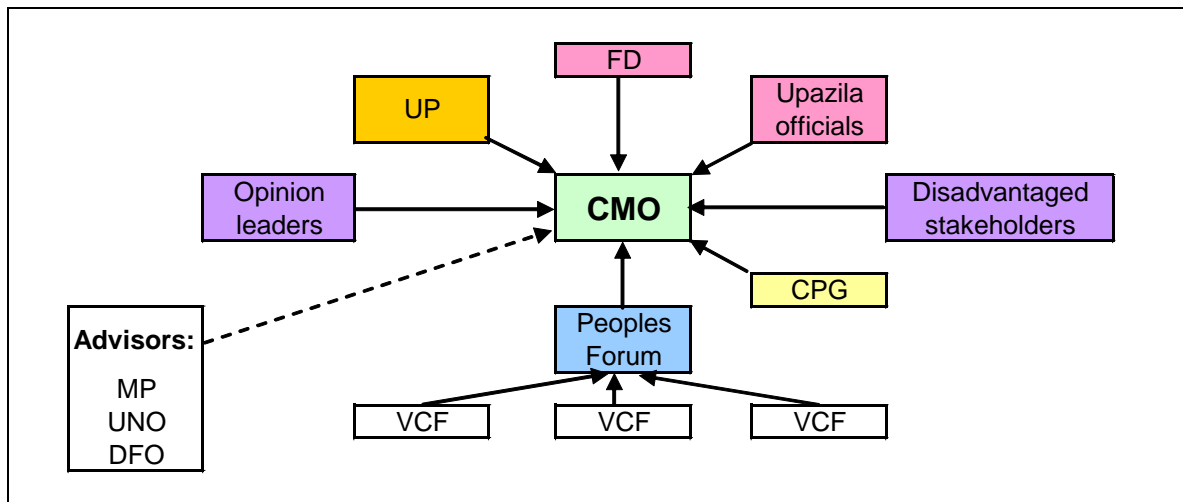 FD
UP
Upazila
officials
Opinion
leaders
CMO
Disadvantaged
stakeholders
CPG
Peoples
Forum
Advisors:
MP
UNO
DFO
VCF
VCF
VCF